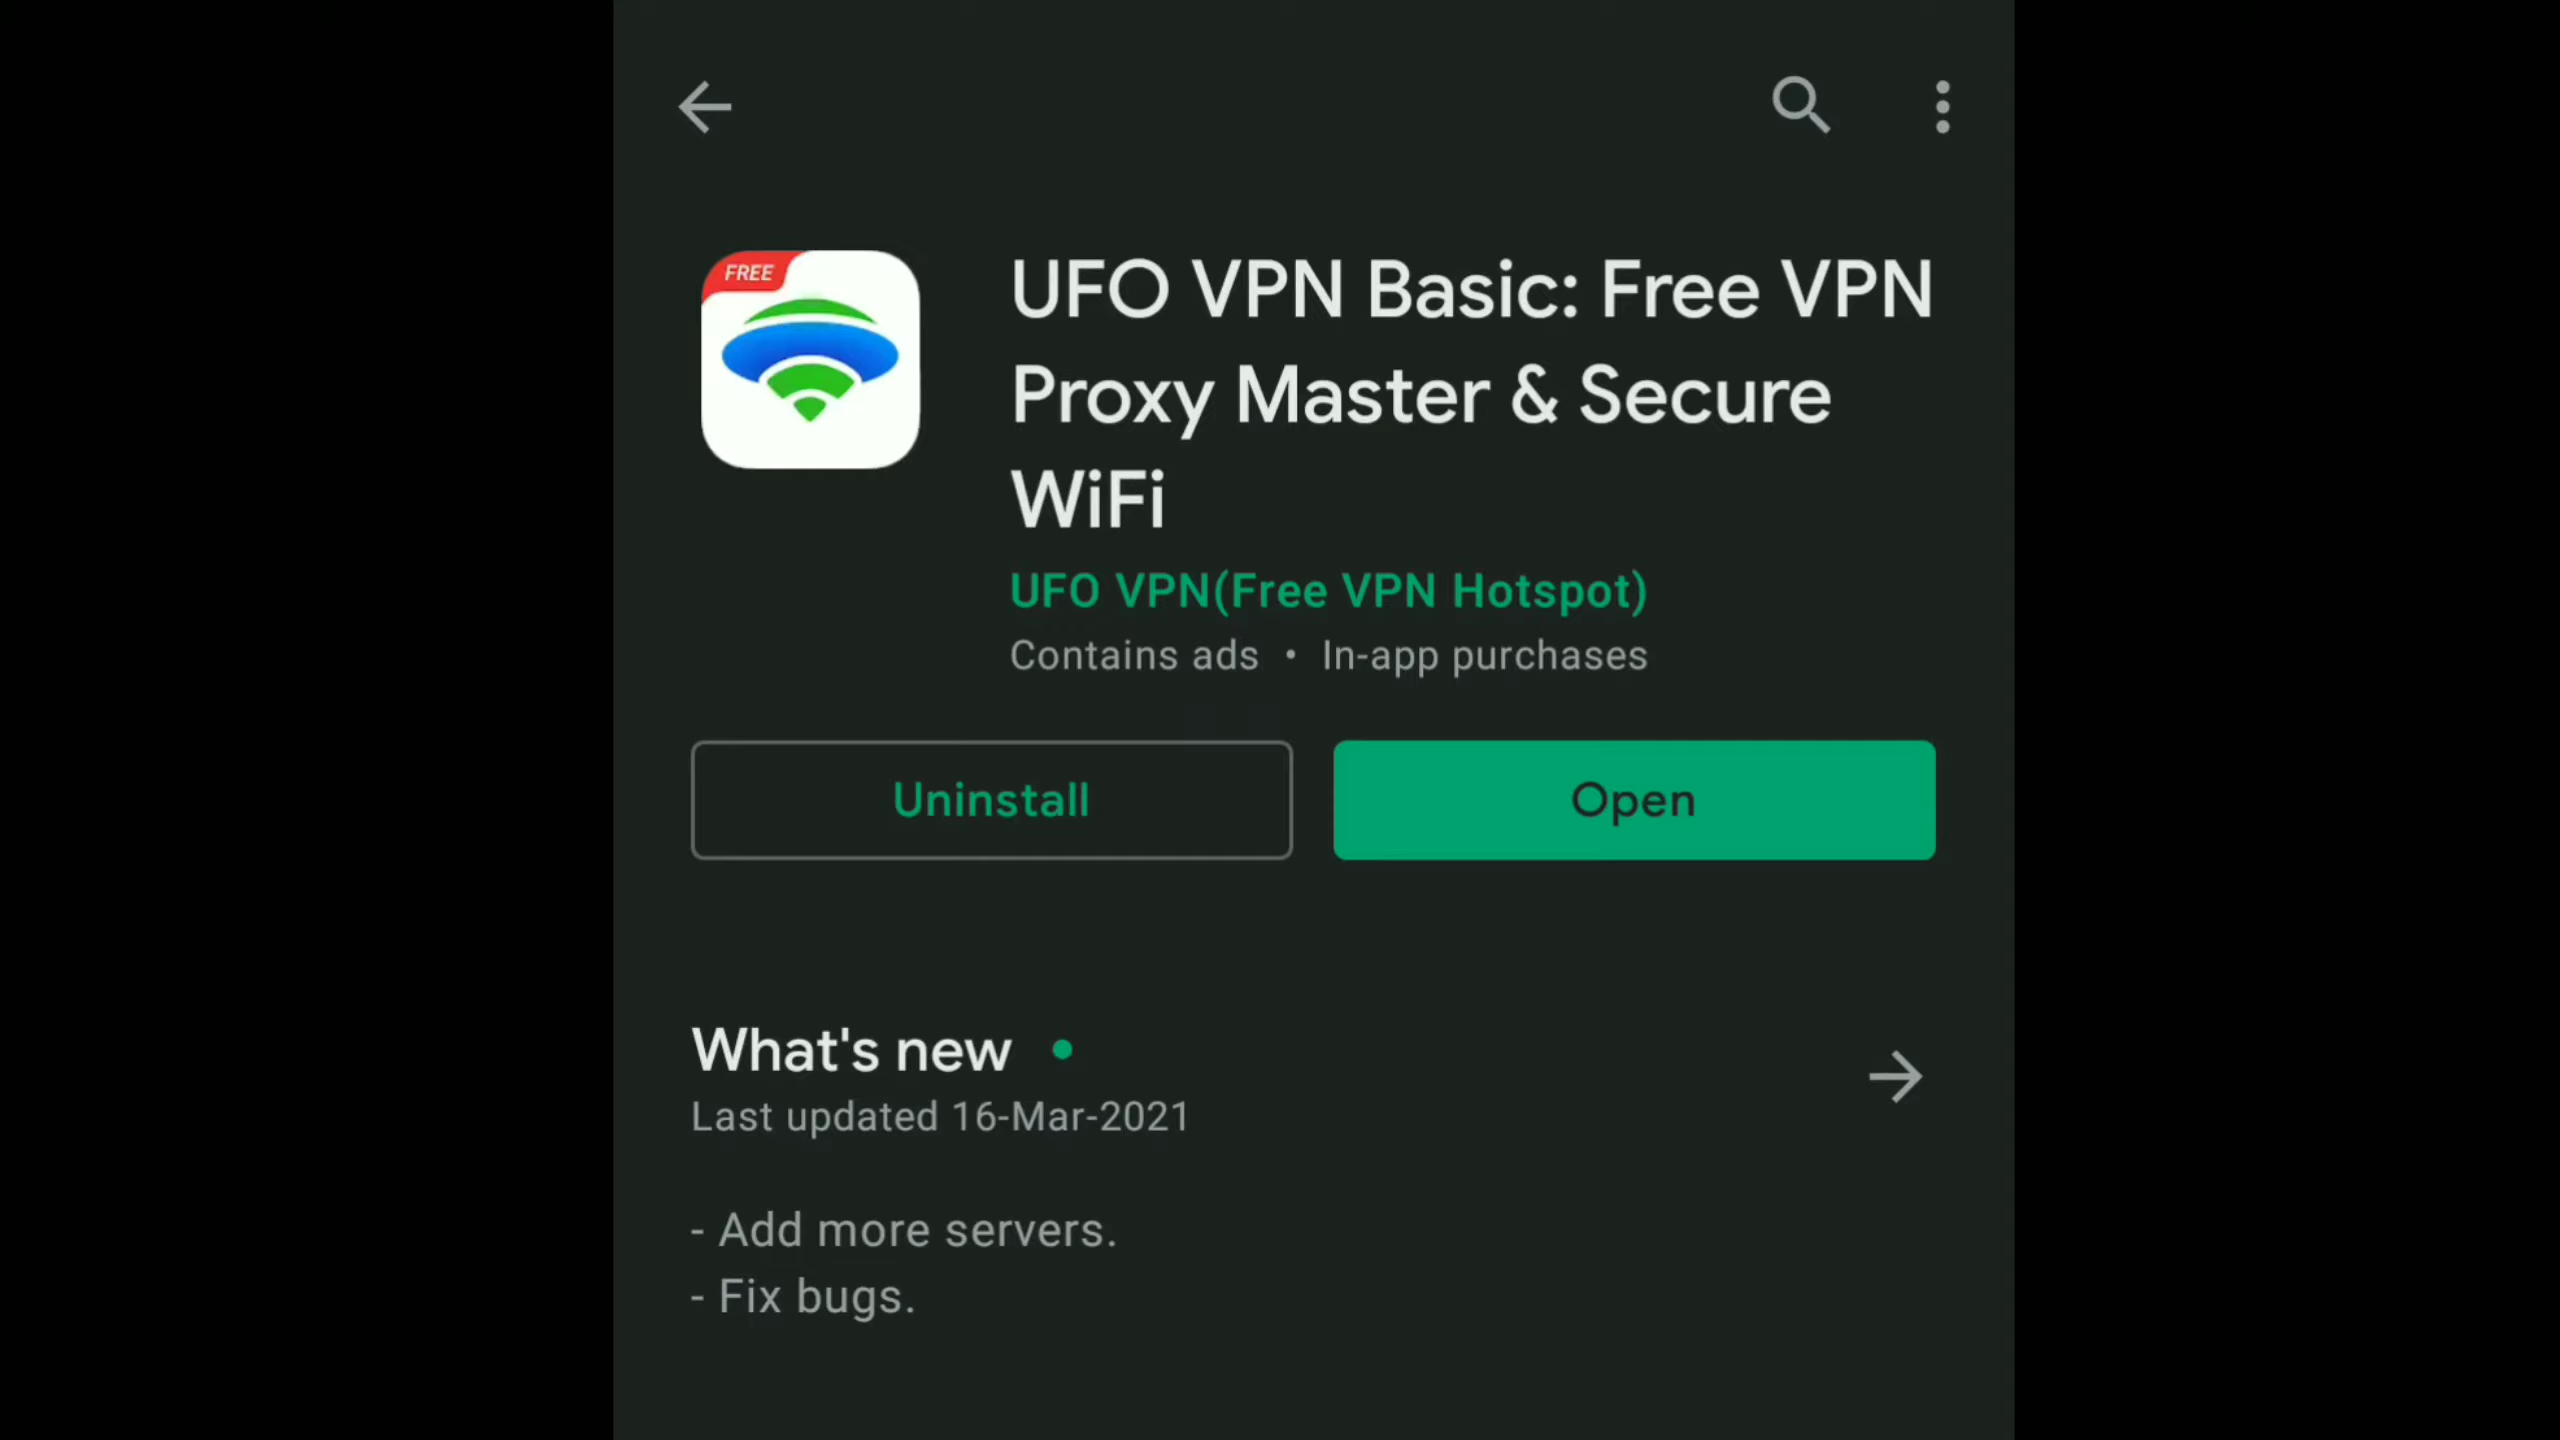 FREE
UFO VPN Basic: Free VPN
Proxy Master & Secure
WiFi
UFO VPN(Free VPN Hotspot)
Contains ads • In-app purchases
Uninstall
Open
What's new
Last updated 16-Mar-2021
- Add more servers.
- Fix bugs.